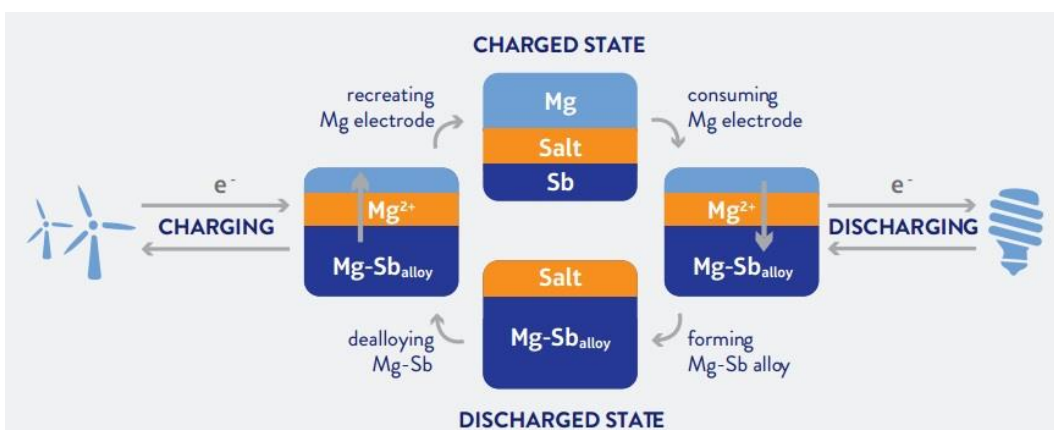 CHARGED STATE
recreating
Mg electrode
Mg
Salt
Sb
consuming
Mg electrode
e⁻
CHARGING
Mg²⁺
Mg-Sbₐₗₗₒy
Mg²⁺
Mg-Sbₐₗₗₒy
e⁻
DISCHARGING
dealloying
Mg-Sb
Salt
Mg-Sbₐₗₗₒy
forming
Mg-Sb alloy
DISCHARGED STATE